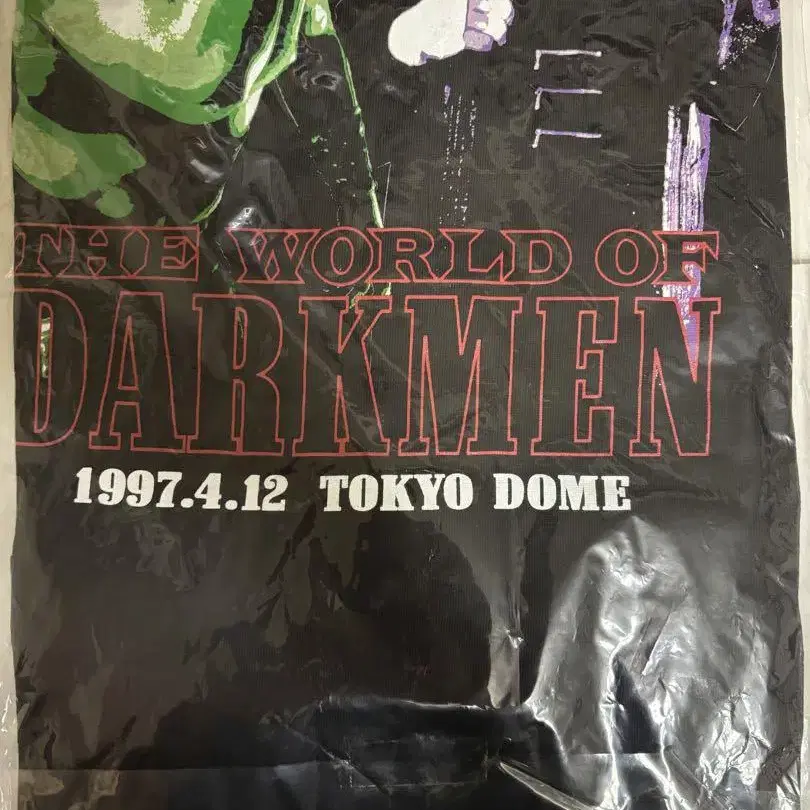 THE WORLD OF
DARKMEN
1997.4.12 TOKYO DOME